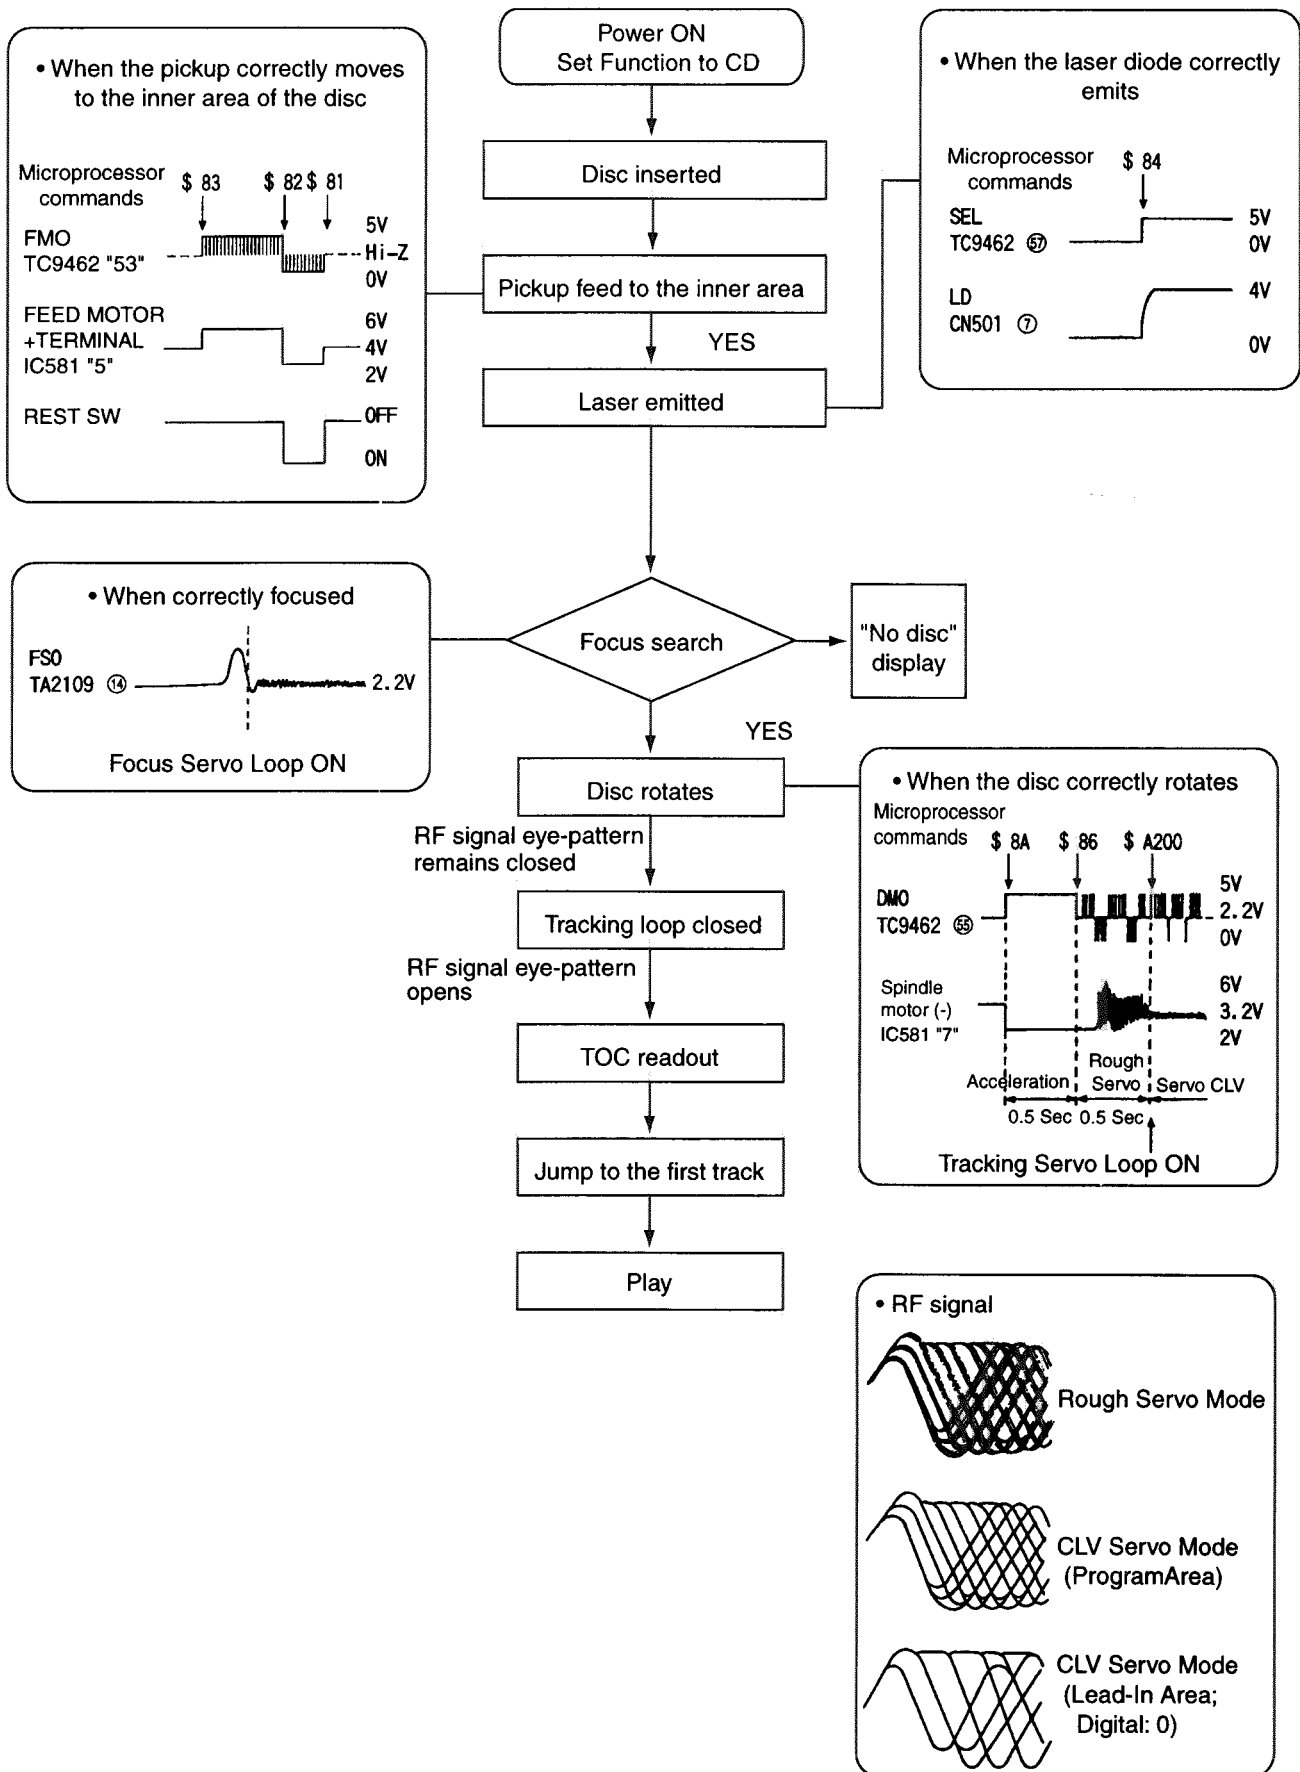 Power ON
Set Function to CD
Disc inserted
Pickup feed to the inner area
YES
Laser emitted
Focus search
"No disc"
display
YES
Disc rotates
RF signal eye-pattern
remains closed
Tracking loop closed
RF signal eye-pattern
opens
TOC readout
Jump to the first track
Play
• When the pickup correctly moves
to the inner area of the disc
Microprocessor
commands
$ 83
$ 82
$ 81
FMO
TC9462 "53"
5V
Hi-Z
0V
FEED MOTOR
+TERMINAL
IC581 "5"
6V
4V
2V
REST SW
OFF
ON
• When the laser diode correctly
emits
Microprocessor
commands
$ 84
SEL
TC9462 57
5V
0V
LD
CN501 7
4V
0V
• When correctly focused
FSO
TA2109 14
2.2V
Focus Servo Loop ON
• When the disc correctly rotates
Microprocessor
commands
$ 8A
$ 86
$ A200
DMO
TC9462 55
5V
2.2V
0V
Spindle
motor (-)
IC581 "7"
6V
3.2V
2V
Acceleration
Rough
Servo
Servo CLV
0.5 Sec
0.5 Sec
Tracking Servo Loop ON
• RF signal
Rough Servo Mode
CLV Servo Mode
(ProgramArea)
CLV Servo Mode
(Lead-In Area;
Digital: 0)